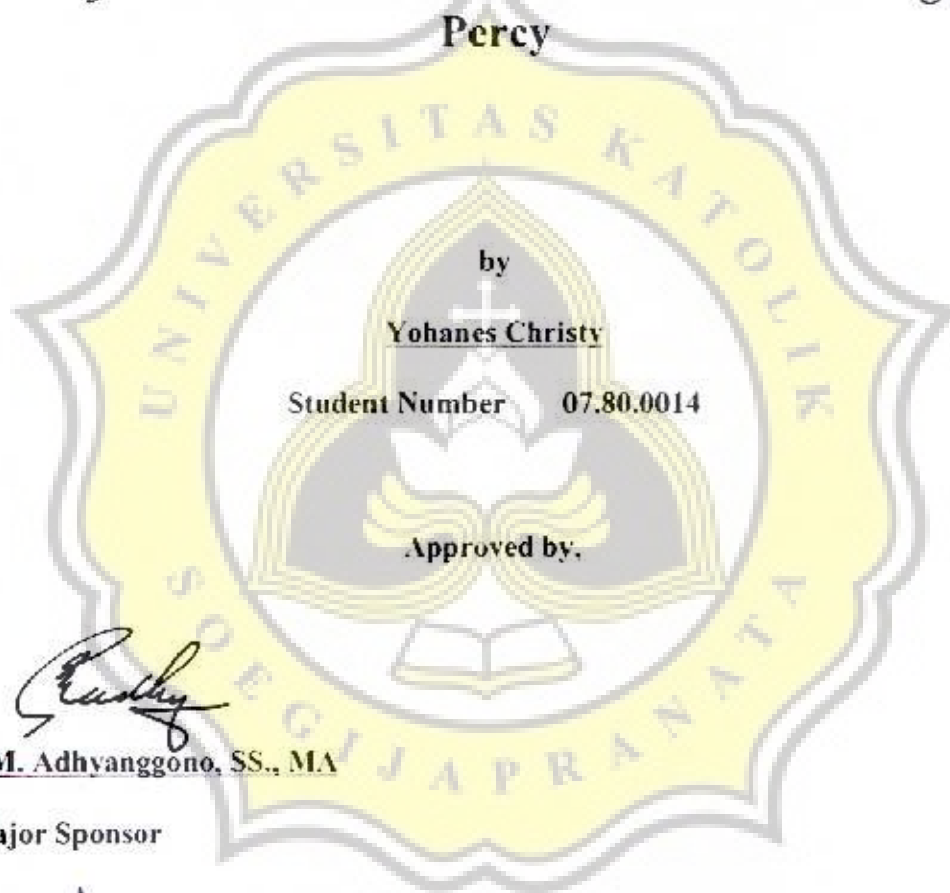 Percy
UNIVERSITAS KATOLIK
by
Yohanes Christy
Student Number 07.80.0014
Approved by,
SOEGIJAPRANATA
M. Adhyanggono, SS., MA
ajor Sponsor